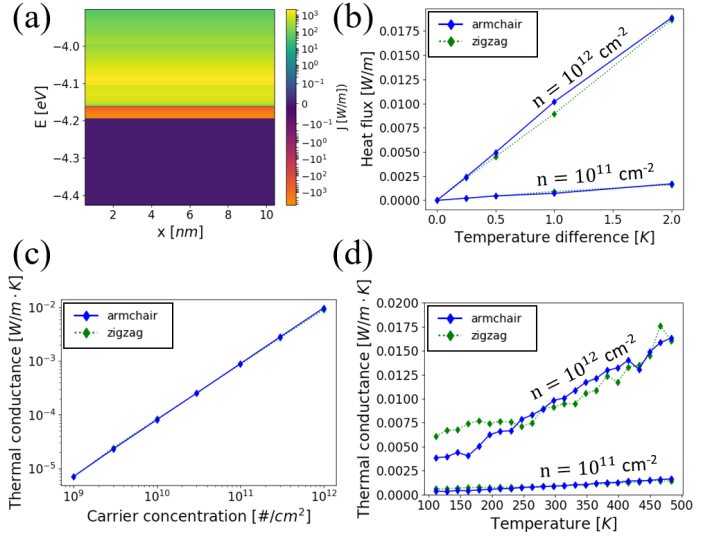 (a)
−4.0
−4.1
−4.2
−4.3
−4.4
E [eV]
2
4
6
8
10
x [nm]
10³
10²
10¹
10⁰
10⁻¹
0
−10⁻¹
−10⁰
−10¹
−10²
−10³
J [W/m])
(b)
armchair
zigzag
n = 10¹² cm⁻²
n = 10¹¹ cm⁻²
0.0175
0.0150
0.0125
0.0100
0.0075
0.0050
0.0025
0.0000
Heat flux [W/m]
0.0
0.5
1.0
1.5
2.0
Temperature difference [K]
(c)
armchair
zigzag
10⁻²
10⁻³
10⁻⁴
10⁻⁵
Thermal conductance [W/m · K]
10⁹
10¹⁰
10¹¹
10¹²
Carrier concentration [#/cm²]
(d)
armchair
zigzag
n = 10¹² cm⁻²
n = 10¹¹ cm⁻²
0.0200
0.0175
0.0150
0.0125
0.0100
0.0075
0.0050
0.0025
0.0000
Thermal conductance [W/m · K]
100
150
200
250
300
350
400
450
500
Temperature [K]